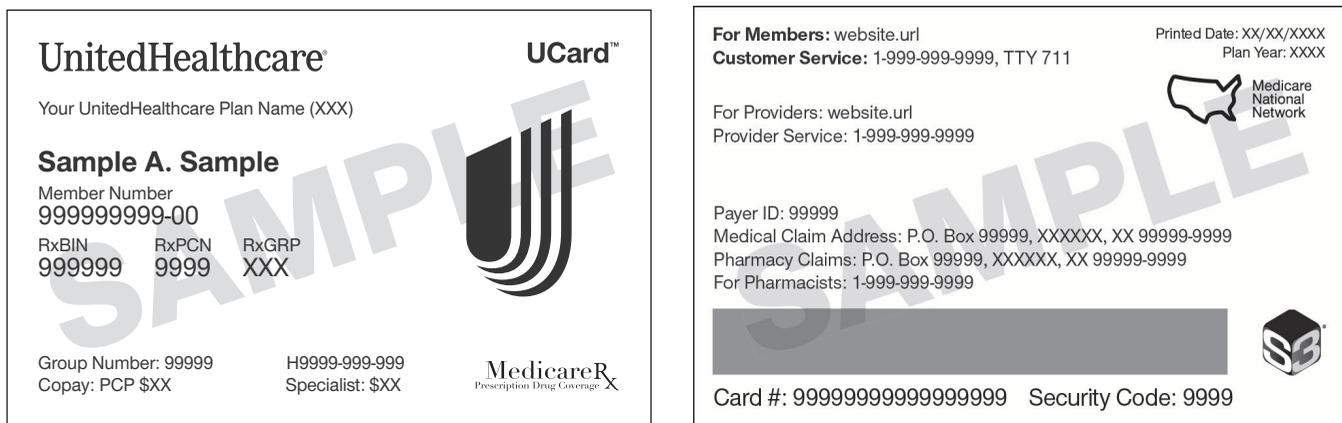 UnitedHealthcare®
UCard™
Your UnitedHealthcare Plan Name (XXX)
Sample A. Sample
Member Number
999999999-00
RxBIN RxPCN RxGRP
999999 9999 XXX
Group Number: 99999 H9999-999-999
Copay: PCP $XX Specialist: $XX
MedicareRx
Prescription Drug Coverage
SAMPLE
For Members: website.url
Customer Service: 1-999-999-9999, TTY 711
Printed Date: XX/XX/XXXX
Plan Year: XXXX
Medicare
National
Network
For Providers: website.url
Provider Service: 1-999-999-9999
Payer ID: 99999
Medical Claim Address: P.O. Box 99999, XXXXXX, XX 99999-9999
Pharmacy Claims: P.O. Box 99999, XXXXXX, XX 99999-9999
For Pharmacists: 1-999-999-9999
S3
Card #: 99999999999999999 Security Code: 9999
SAMPLE